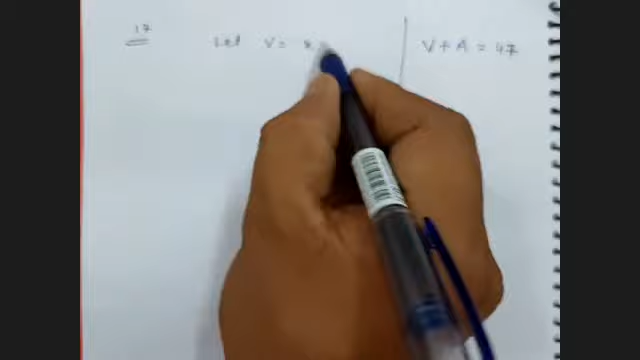 17
Let V = x
V + A = 47